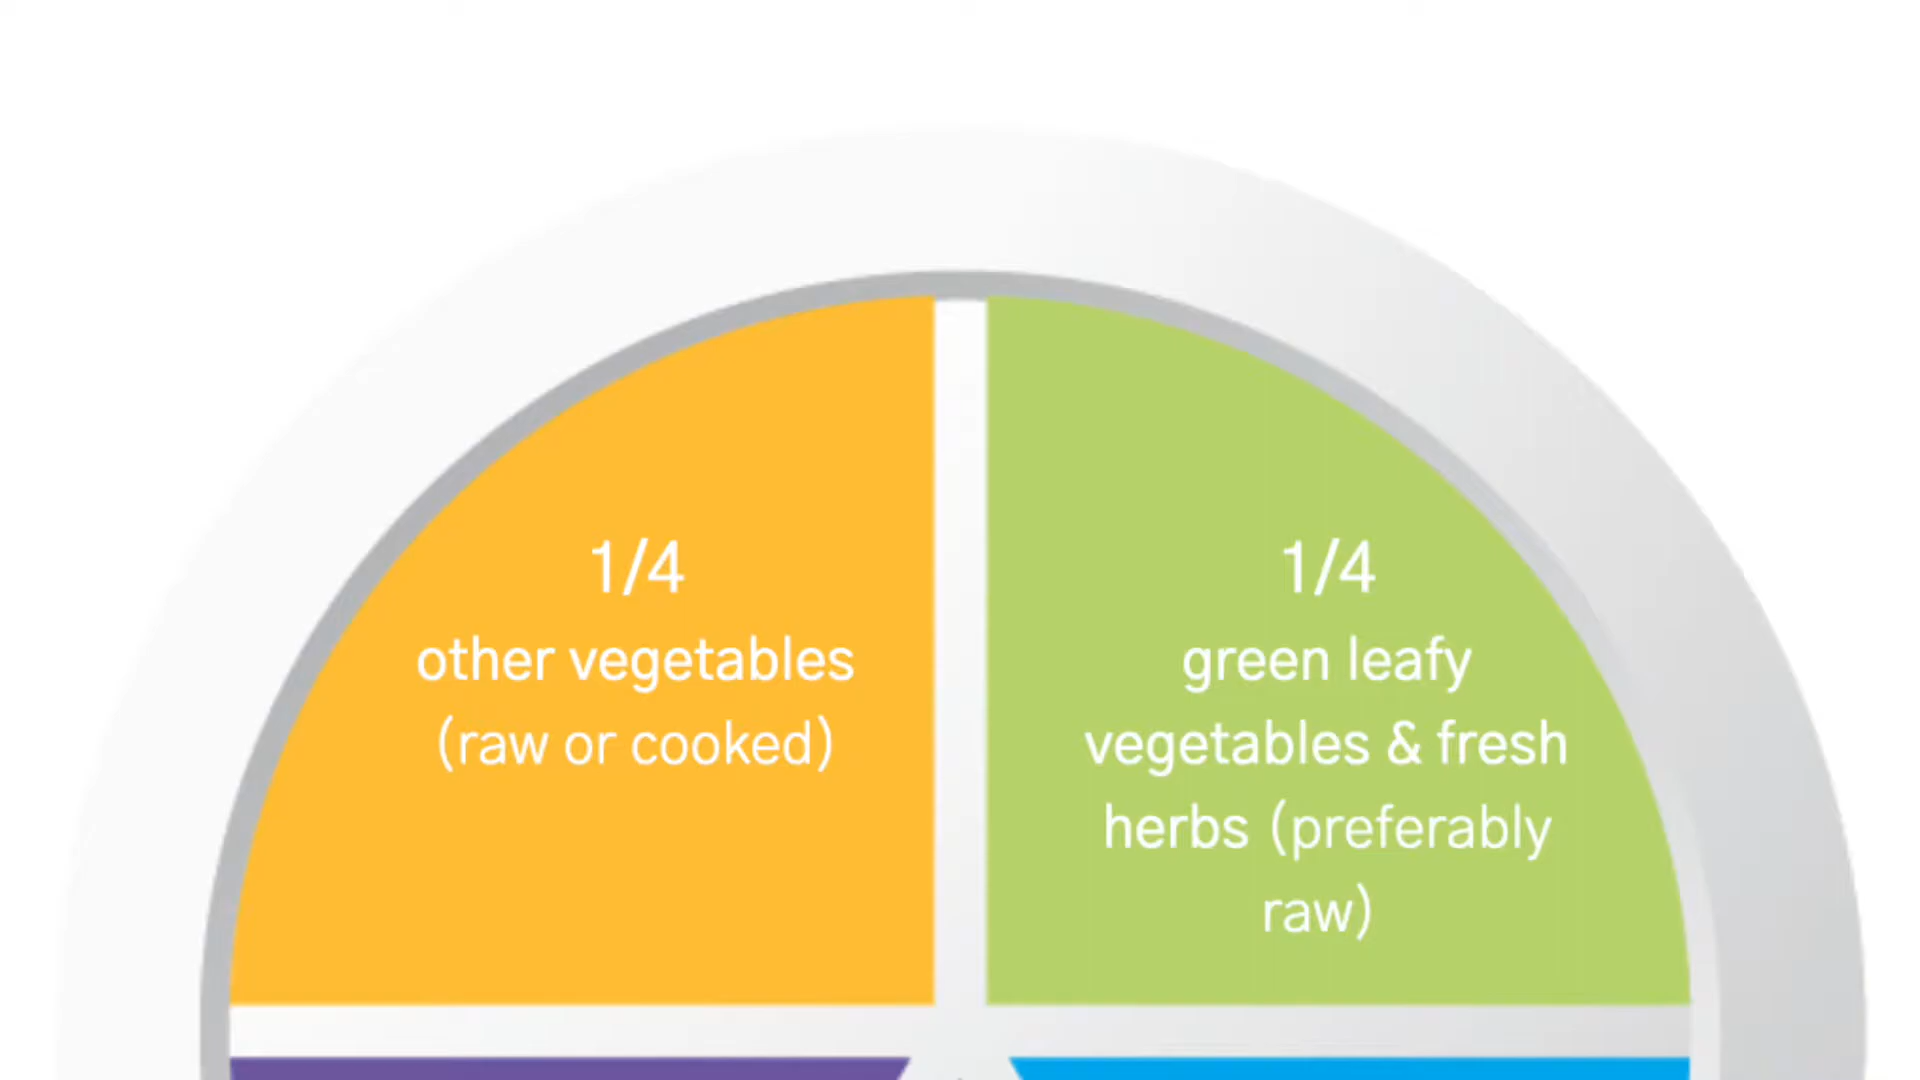 1/4
other vegetables
(raw or cooked)
1/4
green leafy
vegetables & fresh
herbs (preferably
raw)